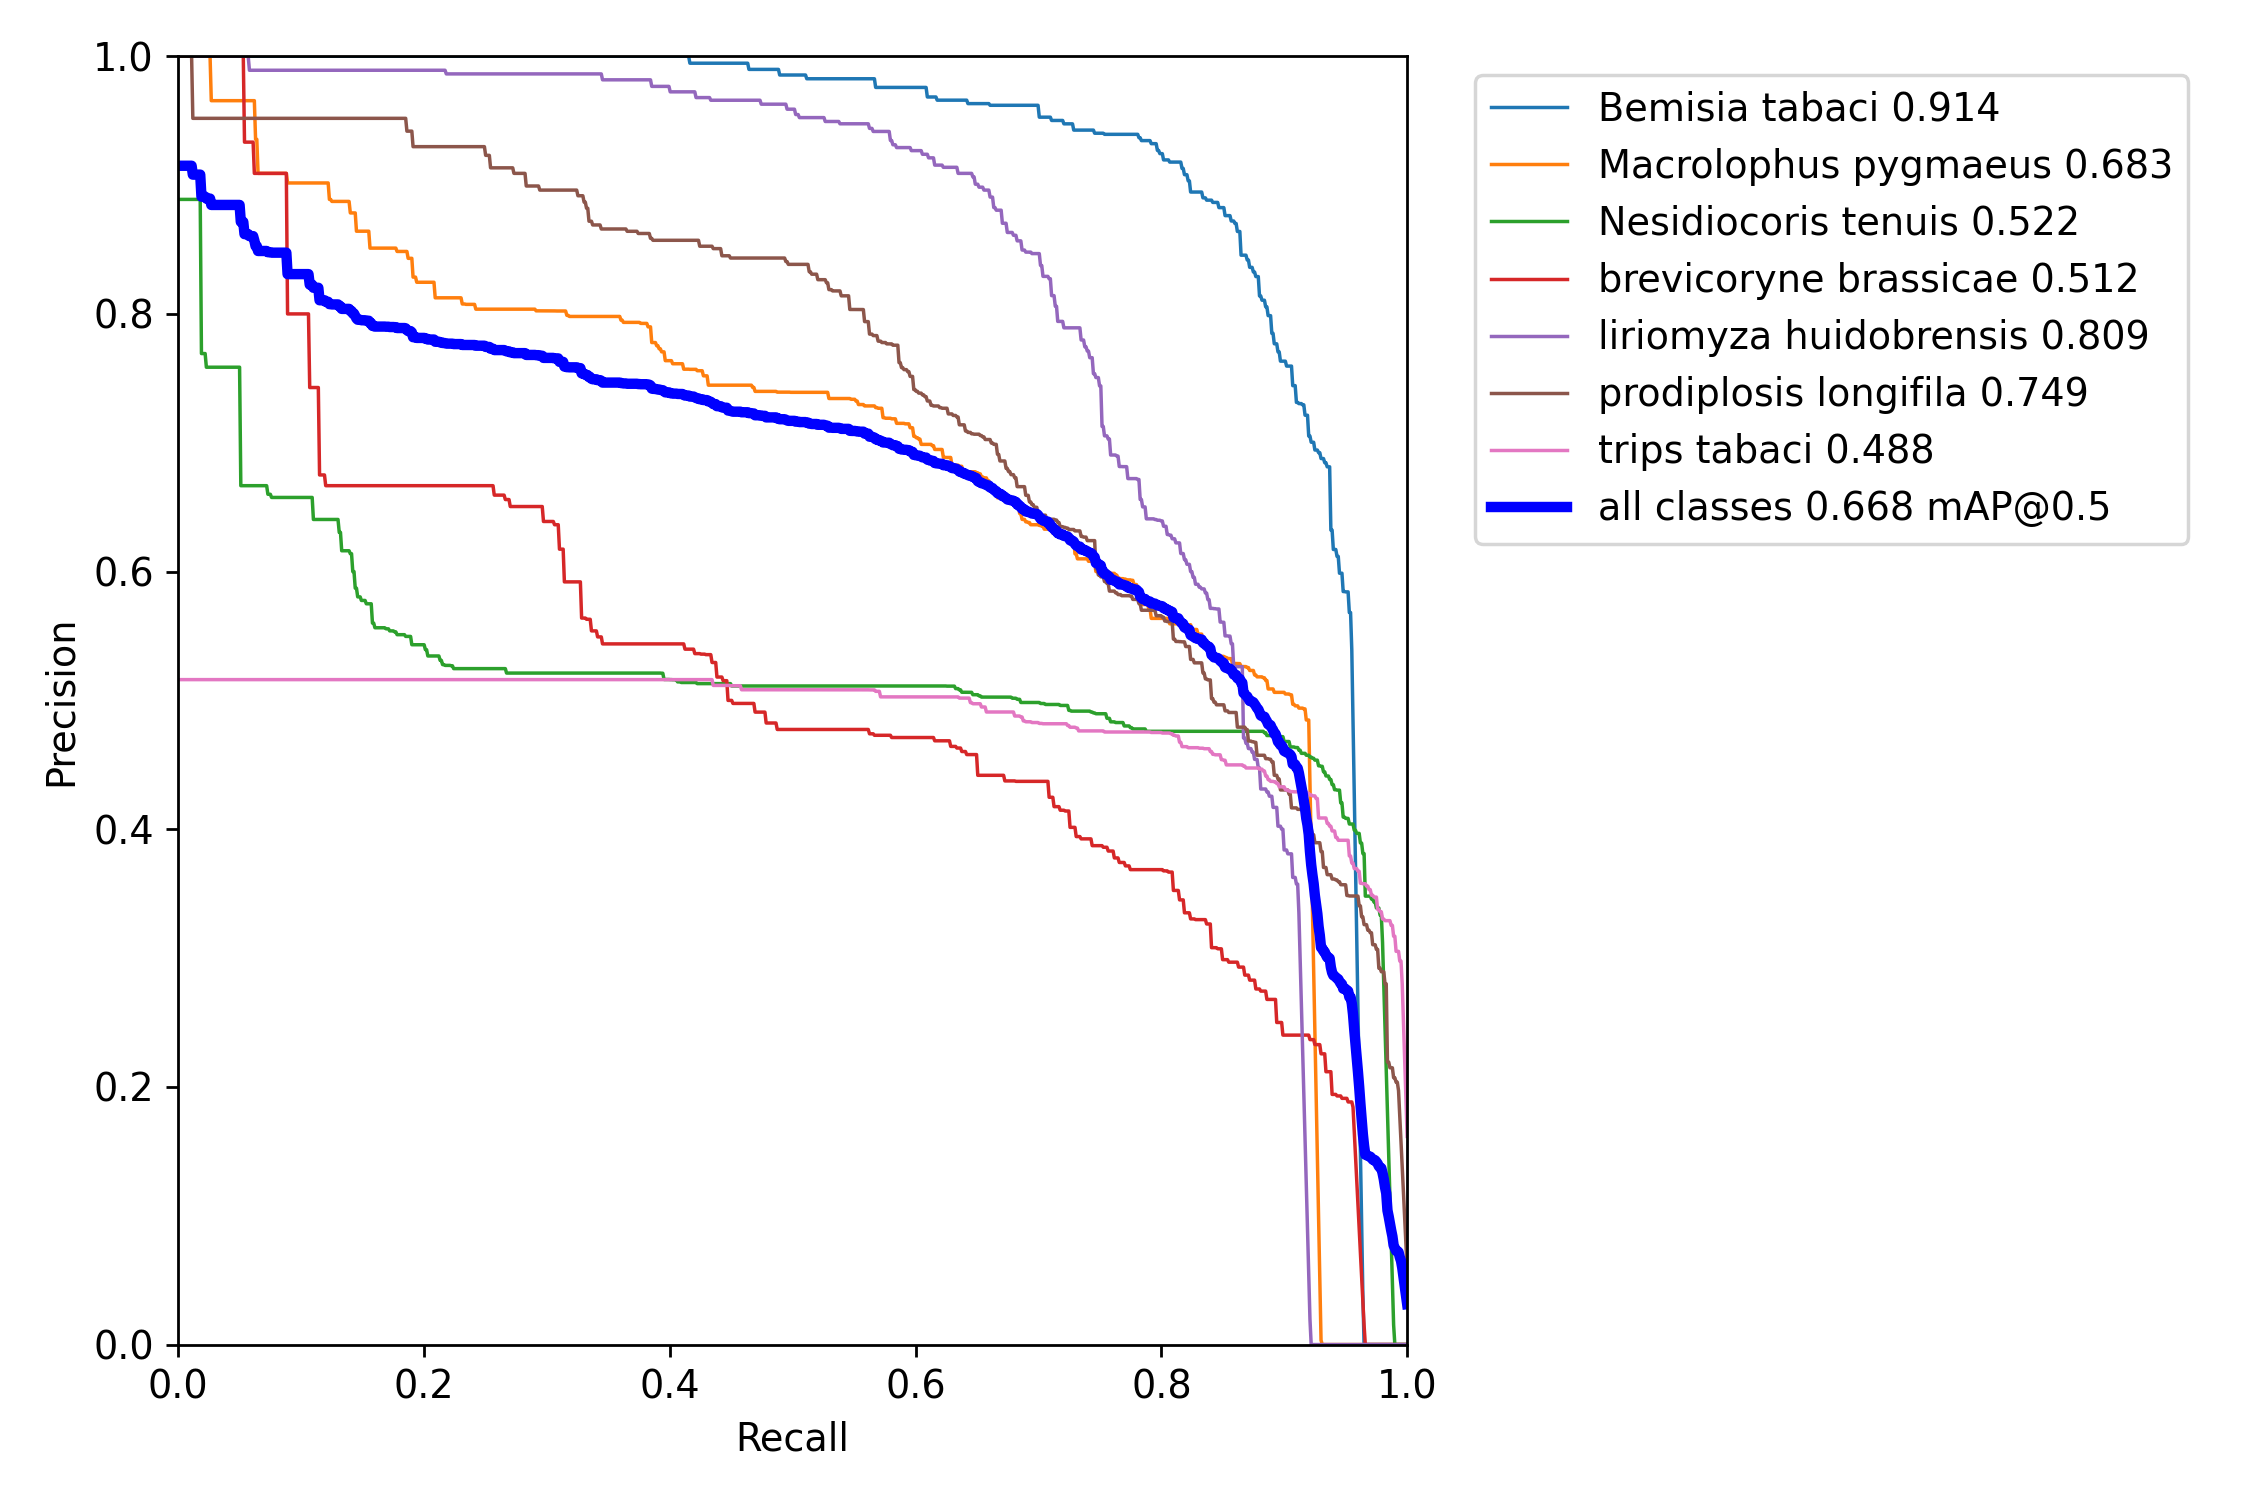 1.0
0.8
0.6
0.4
0.2
0.0
Precision
0.0 0.2 0.4 0.6 0.8 1.0
Recall
Bemisia tabaci 0.914
Macrolophus pygmaeus 0.683
Nesidiocoris tenuis 0.522
brevicoryne brassicae 0.512
liriomyza huidobrensis 0.809
prodiplosis longifila 0.749
trips tabaci 0.488
all classes 0.668 mAP@0.5